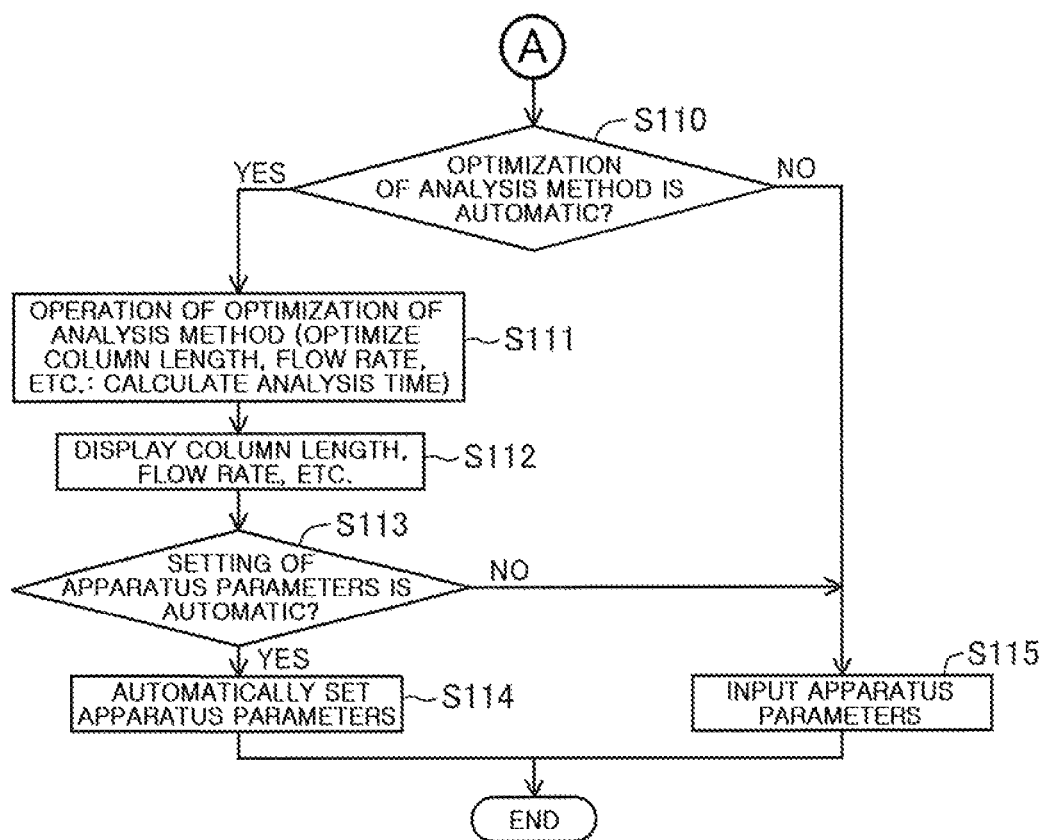 A
S110
OPTIMIZATION
OF ANALYSIS METHOD IS
AUTOMATIC?
YES
NO
OPERATION OF OPTIMIZATION OF
ANALYSIS METHOD (OPTIMIZE
COLUMN LENGTH, FLOW RATE,
ETC.: CALCULATE ANALYSIS TIME)
S111
DISPLAY COLUMN LENGTH,
FLOW RATE, ETC.
S112
S113
SETTING OF
APPARATUS PARAMETERS IS
AUTOMATIC?
NO
YES
AUTOMATICALLY SET
APPARATUS PARAMETERS
S114
S115
INPUT APPARATUS
PARAMETERS
END